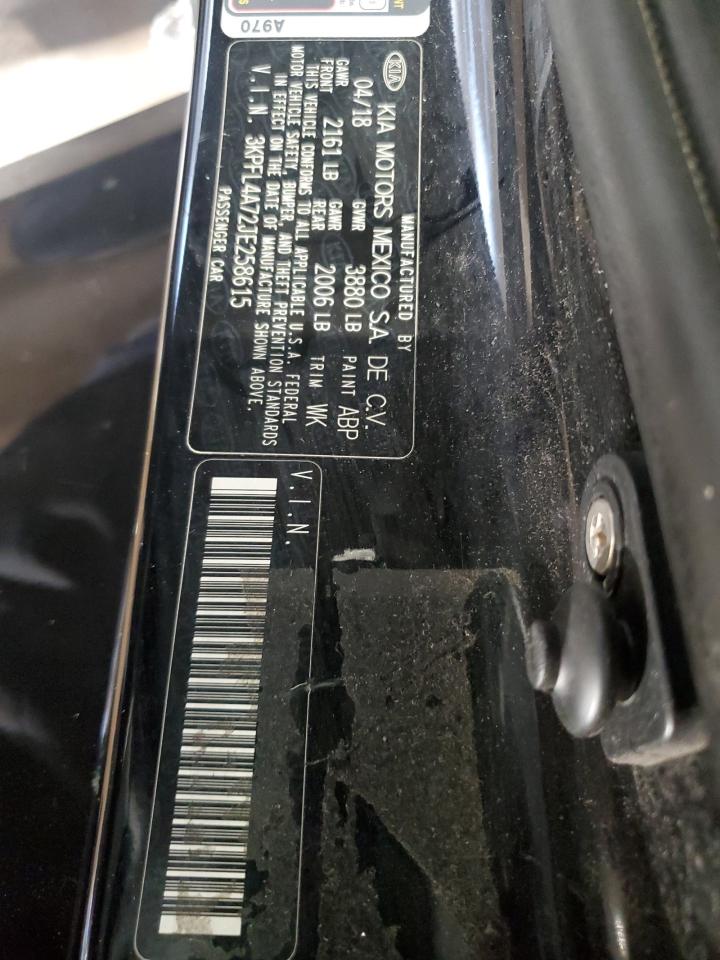 A970
KIA
MANUFACTURED BY
KIA MOTORS MEXICO S.A. DE C.V.
04/18 GVWR 3880 LB PAINT ABP
GAWR FRONT 2161 LB GAWR REAR 2006 LB TRIM WK
THIS VEHICLE CONFORMS TO ALL APPLICABLE U.S.A. FEDERAL
MOTOR VEHICLE SAFETY, BUMPER, AND THEFT PREVENTION STANDARDS
IN EFFECT ON THE DATE OF MANUFACTURE SHOWN ABOVE.
V.I.N. 3KPFL4A72JE258615
PASSENGER CAR
V.I.N.